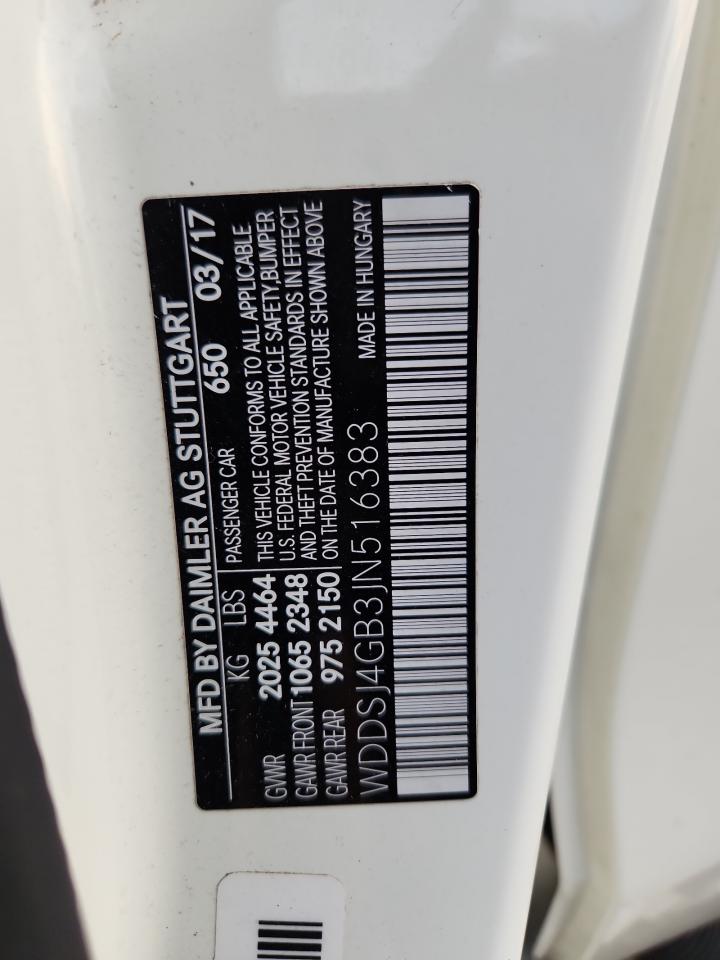 MFD BY DAIMLER AG STUTTGART
650 03/17
KG LBS PASSENGER CAR
GVWR 2025 4464 THIS VEHICLE CONFORMS TO ALL APPLICABLE
GAWR FRONT 1065 2348 U.S. FEDERAL MOTOR VEHICLE SAFETY BUMPER
AND THEFT PREVENTION STANDARDS IN EFFECT
GAWR REAR 975 2150 ON THE DATE OF MANUFACTURE SHOWN ABOVE
WDDSJ4GB3JN516383 MADE IN HUNGARY